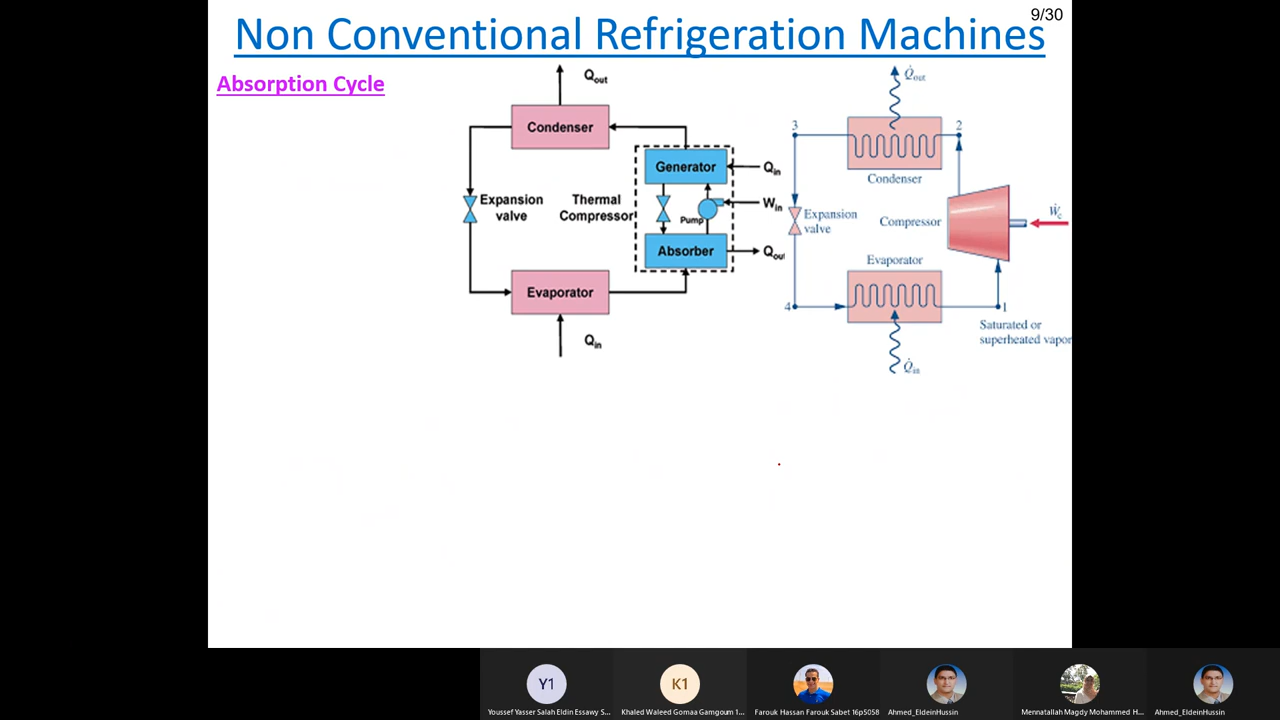 9/30
Non Conventional Refrigeration Machines
Absorption Cycle
Qout
Condenser
Generator
Qin
Expansion
valve
Thermal
Compressor
Pump
Win
Absorber
Qout
Evaporator
Qin
Q̇out
3
2
Condenser
Expansion
valve
Compressor
Ẇc
Evaporator
4
1
Saturated or
superheated vapor
Q̇in
Y1
K1
Youssef Yasser Salah Eldin Essawy S...
Khaled Waleed Gomaa Gamgoum 1...
Farouk Hassan Farouk Sabet 16p5058
Ahmed_EldeinHussin
Mennatallah Magdy Mohammed H...
Ahmed_EldeinHussin